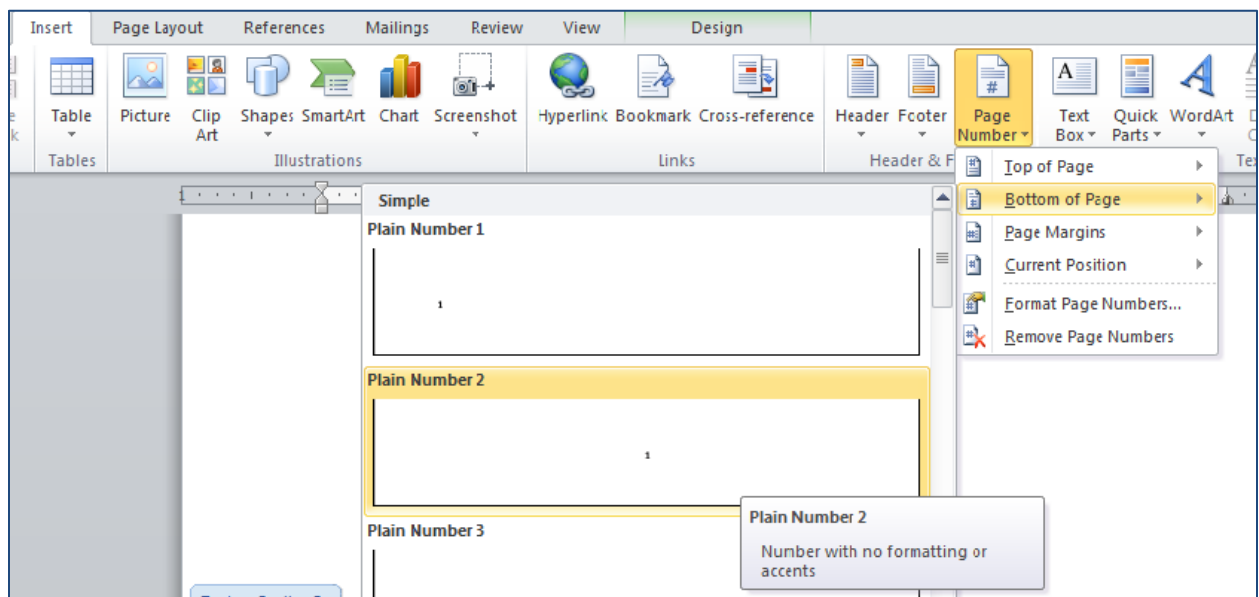 Insert Page Layout References Mailings Review View Design
Table Picture Clip Art Shapes SmartArt Chart Screenshot Hyperlink Bookmark Cross-reference Header Footer Page Number Text Box Quick Parts WordArt
Tables Illustrations Links Header & F
Top of Page
Bottom of Page
Page Margins
Current Position
Format Page Numbers...
Remove Page Numbers
1
Simple
Plain Number 1
1
Plain Number 2
1
Plain Number 2
Number with no formatting or
accents
Plain Number 3